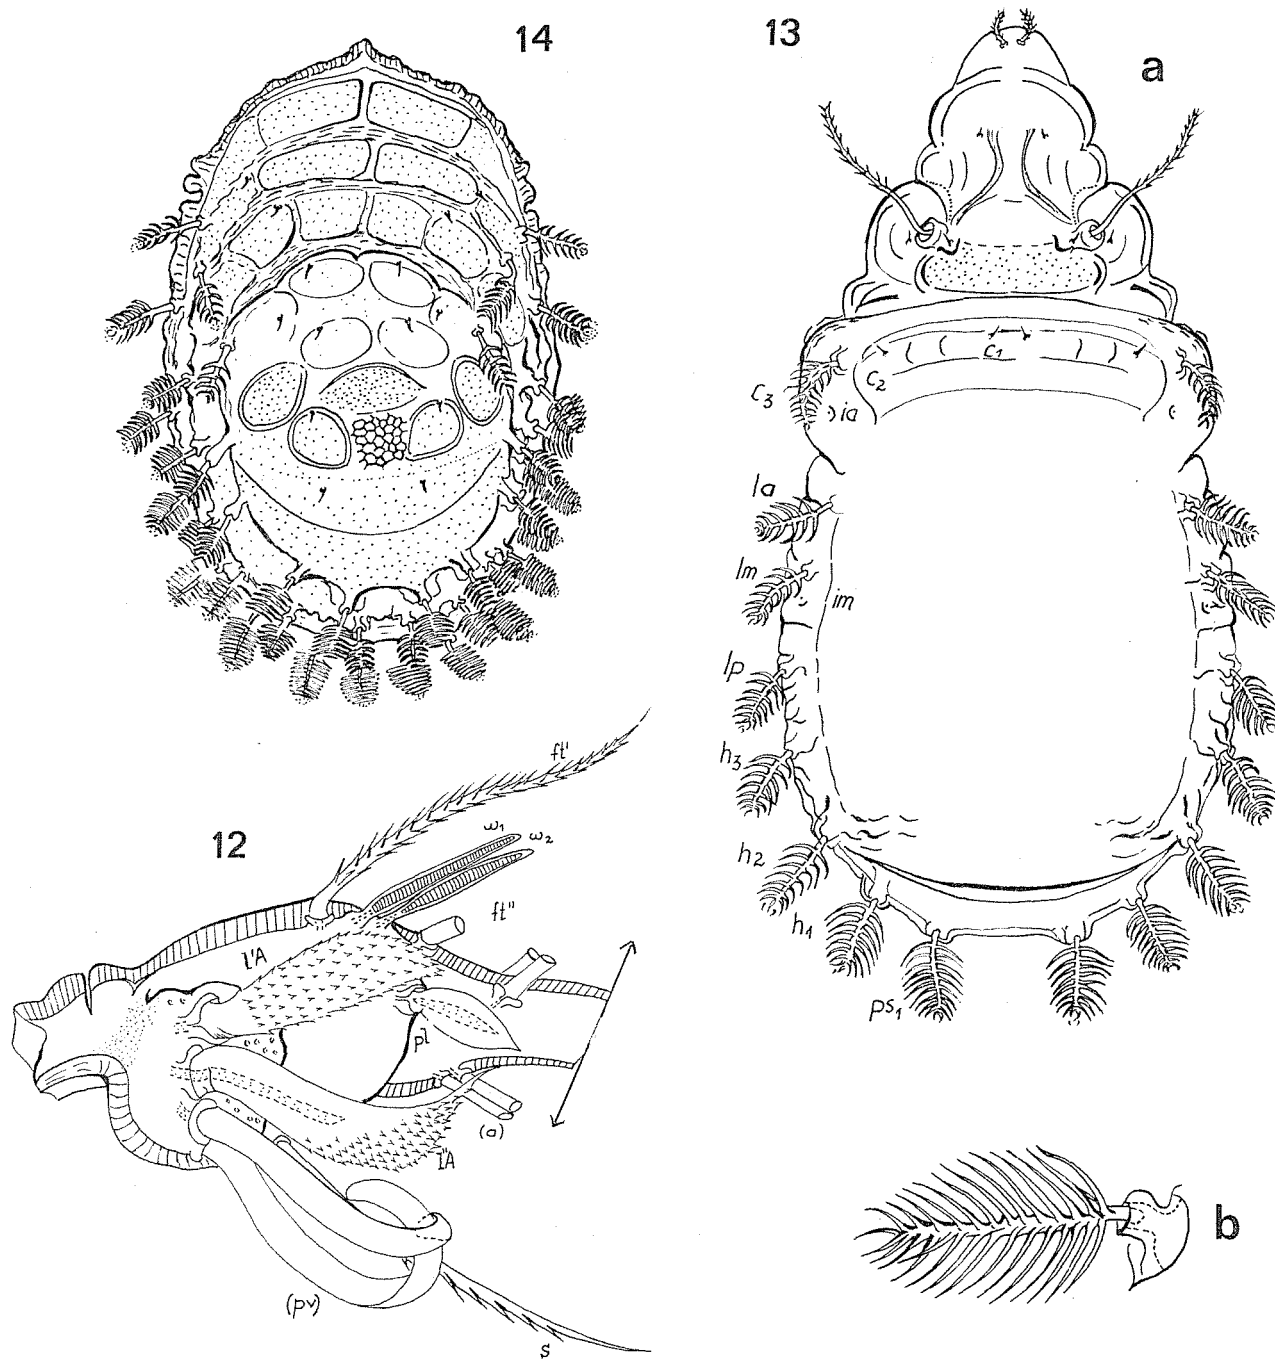 14
13
a
c₁
c₂
c₃
ia
la
lm
im
lp
h₃
h₂
h₁
ps₁
12
ft'
ω₁
ω₂
ft"
l'A
pl
(a)
l'A
(pv)
s
b